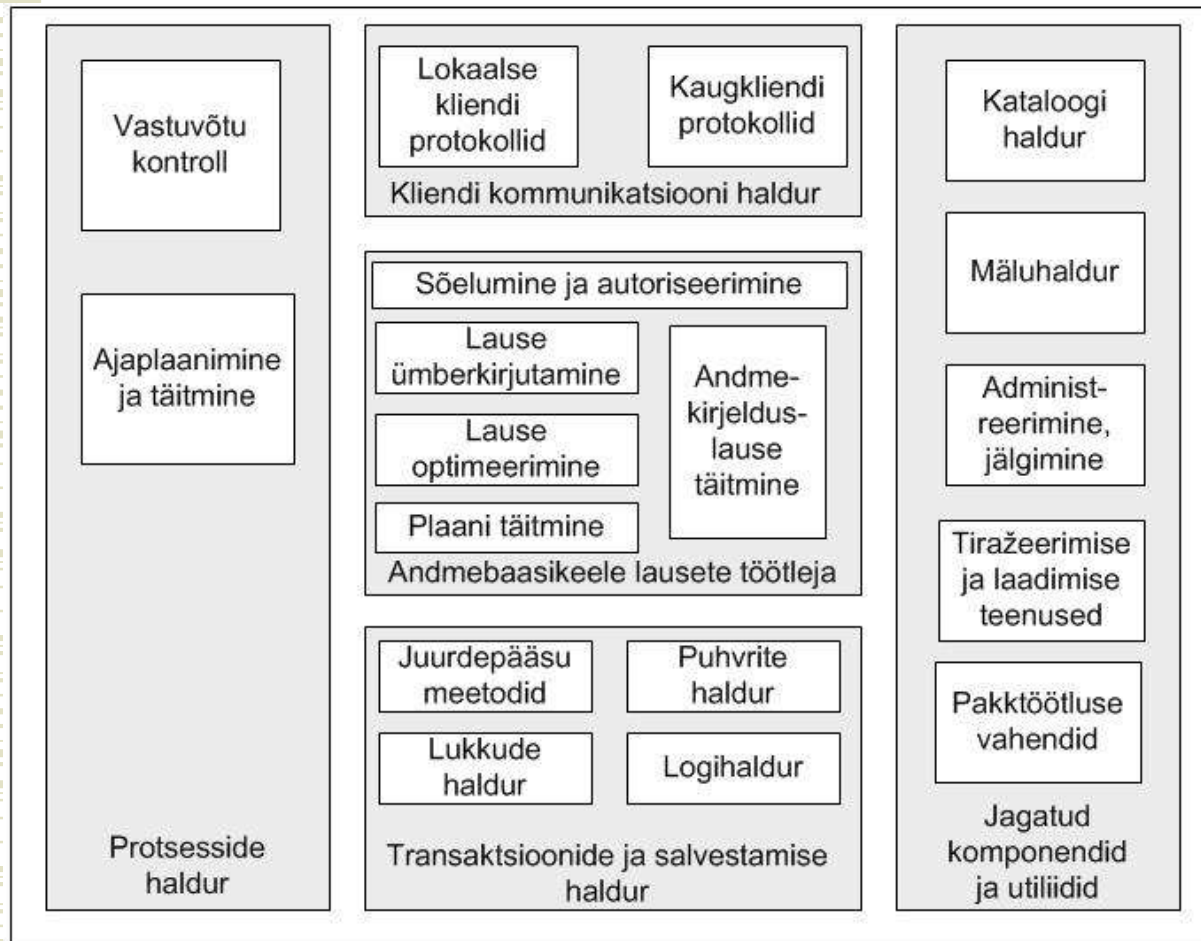 Vastuvõtu
kontroll
Ajaplaanimine
ja täitmine
Protsesside
haldur
Lokaalse
kliendi
protokollid
Kaugkliendi
protokollid
Kliendi kommunikatsiooni haldur
Sõelumine ja autoriseerimine
Lause
ümberkirjutamine
Lause
optimeerimine
Plaani täitmine
Andme-
kirjeldus-
lause
täitmine
Andmebaasikeele lausete töötleja
Juurdepääsu
meetodid
Puhvrite
haldur
Lukkude
haldur
Logihaldur
Transaktsioonide ja salvestamise
haldur
Kataloogi
haldur
Mäluhaldur
Administ-
reerimine,
jälgimine
Tiražeerimise
ja laadimise
teenused
Pakktöötluse
vahendid
Jagatud
komponendid
ja utiliidid